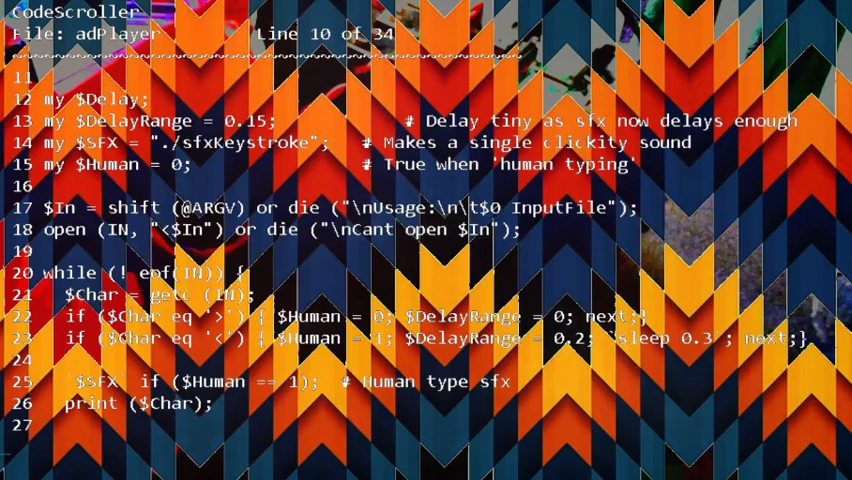 CodeScroller
File: adPlayer Line 10 of 34
~~~~~~~~~~~~~~~~~~~~~~~~~~~~~~~~~~~~~~~~~~~~~~~~
11
12 my $Delay;
13 my $DelayRange = 0.15; # Delay tiny as sfx now delays enough
14 my $SFX = "./sfxKeystroke"; # Makes a single clickity sound
15 my $Human = 0; # True when 'human typing'
16
17 $In = shift (@ARGV) or die ("\nUsage:\n\t$0 InputFile");
18 open (IN, "<$In") or die ("\nCant open $In");
19
20 while (! eof(IN)) {
21 $Char = getc (IN);
22 if ($Char eq '>') { $Human = 0; $DelayRange = 0; next;}
23 if ($Char eq '<') { $Human = 1; $DelayRange = 0.2; `sleep 0.3`; next;}
24
25 `$SFX` if ($Human == 1); # Human type sfx
26 print ($Char);
27